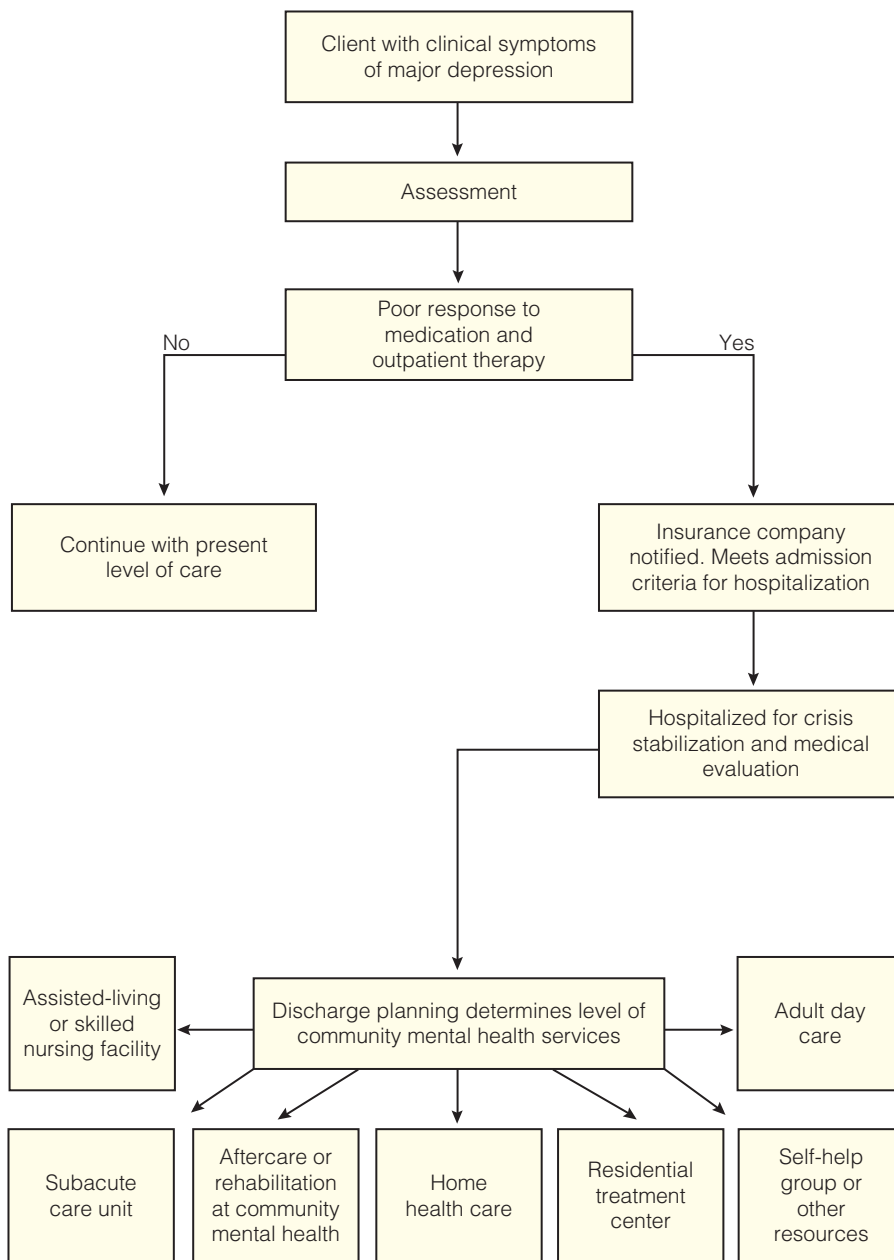 Client with clinical symptoms
of major depression
Assessment
Poor response to
medication and
outpatient therapy
No
Yes
Continue with present
level of care
Insurance company
notified. Meets admission
criteria for hospitalization
Hospitalized for crisis
stabilization and medical
evaluation
Assisted-living
or skilled
nursing facility
Discharge planning determines level of
community mental health services
Adult day
care
Subacute
care unit
Aftercare or
rehabilitation
at community
mental health
Home
health care
Residential
treatment
center
Self-help
group or
other
resources